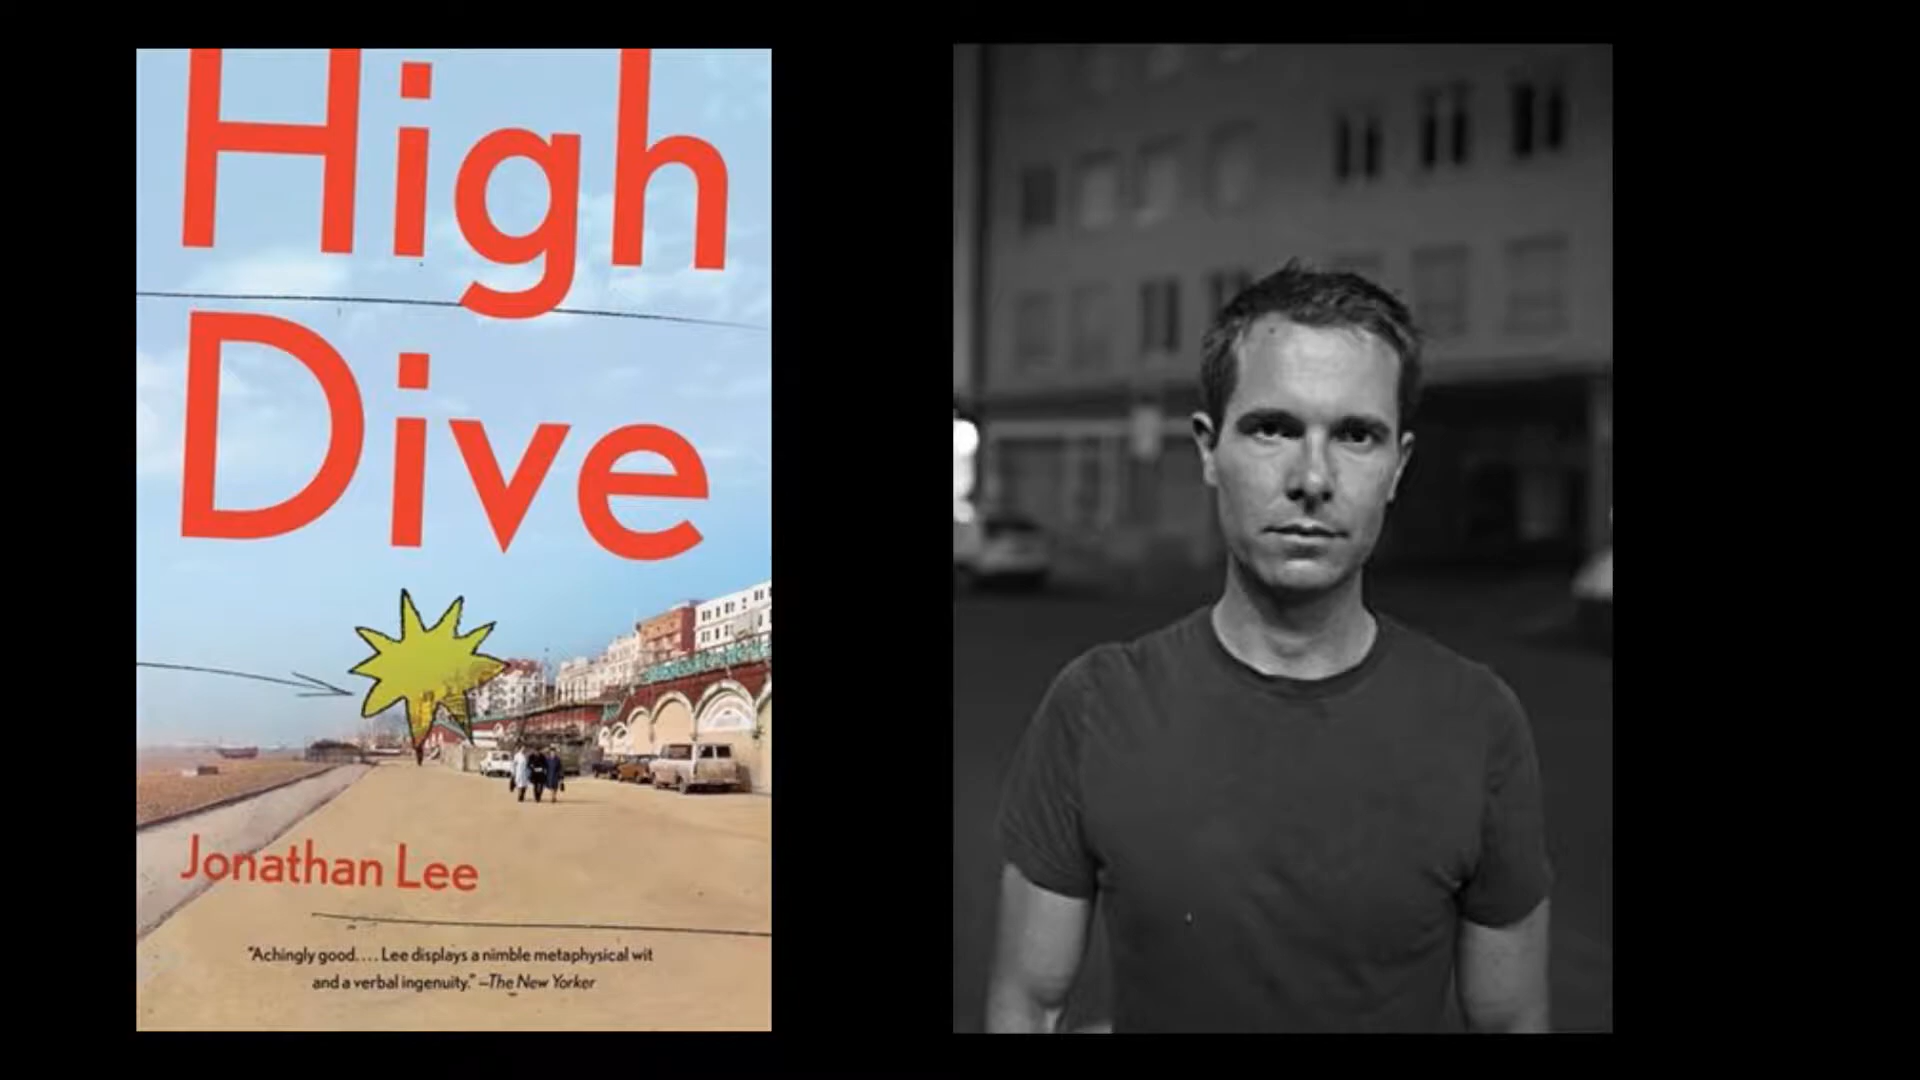 High
Dive
Jonathan Lee
"Achingly good.... Lee displays a nimble metaphysical wit
and a verbal ingenuity." –The New Yorker